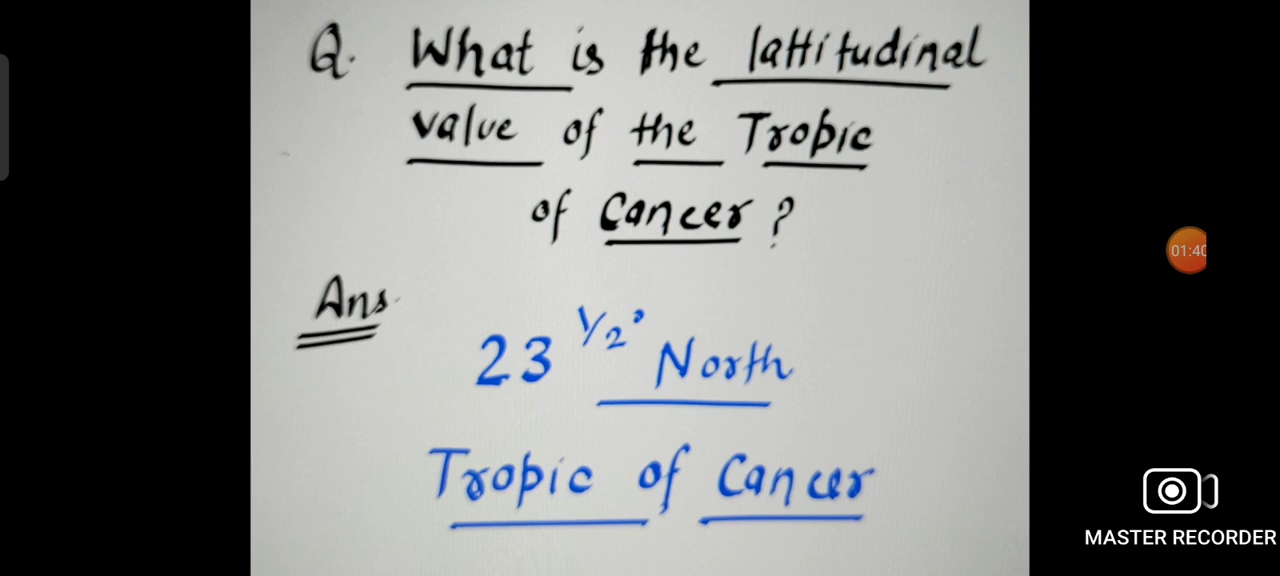 Q. What is the lattitudinal
value of the Tropic
of Cancer?
Ans.
23 1/2° North
Tropic of Cancer
01:40
MASTER RECORDER